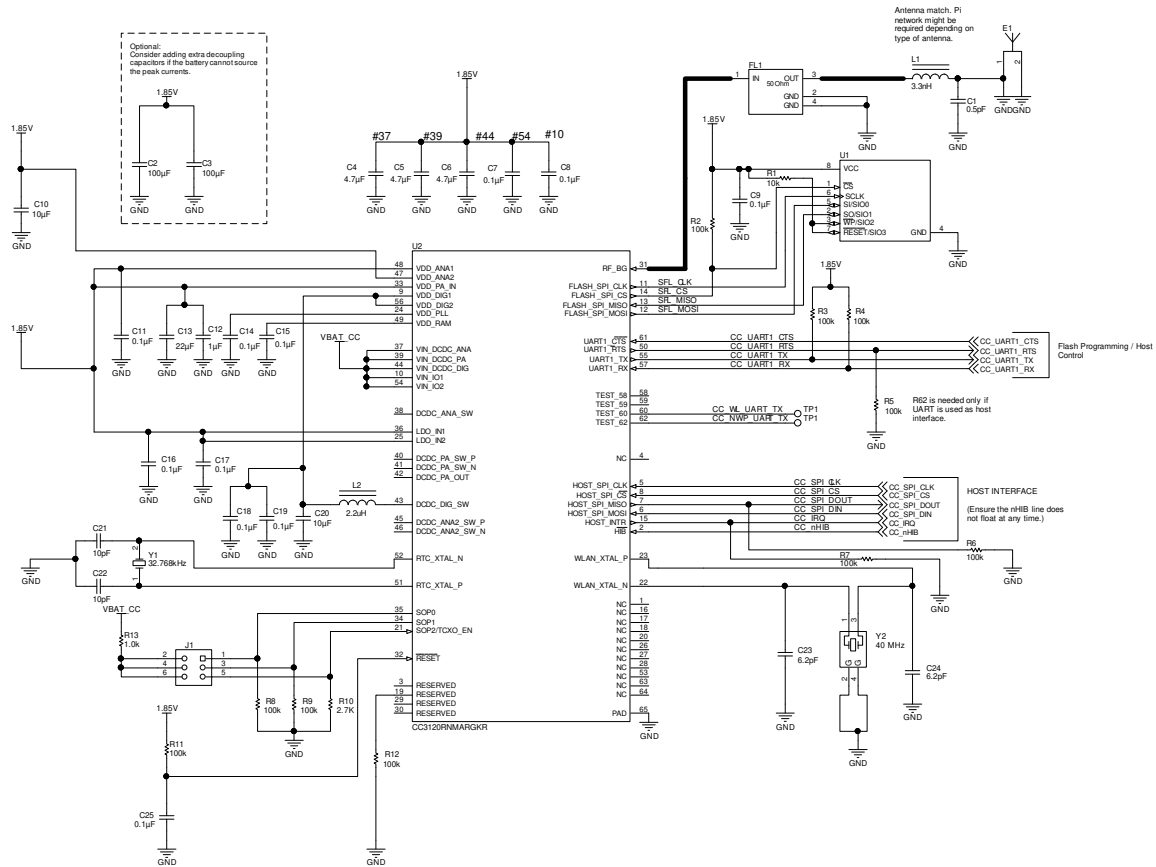 Antenna match. Pi
network might be
required depending on
type of antenna.
E1
1
2
GND GND
Optional:
Consider adding extra decoupling
capacitors if the battery cannot source
the peak currents.
1.85V
C2
100µF
C3
100µF
GND
GND
1.85V
C10
10µF
GND
1.85V
#37
#39
#44
#54
#10
C4
4.7µF
C5
4.7µF
C6
4.7µF
C7
0.1µF
C8
0.1µF
GND
GND
GND
GND
GND
FL1
1
IN
OUT
3
50 Ohm
GND
2
GND
4
GND
L1
3.3nH
C1
0.5pF
GND
1.85V
R1
10k
C9
0.1µF
GND
R2
100k
U1
8
VCC
1
CS
6
SCLK
5
SI/SIO0
2
SO/SIO1
3
WP/SIO2
7
RESET/SIO3
GND
4
GND
U2
48
VDD_ANA1
47
VDD_ANA2
33
VDD_PA_IN
9
VDD_DIG1
56
VDD_DIG2
24
VDD_PLL
49
VDD_RAM
37
VIN_DCDC_ANA
39
VIN_DCDC_PA
44
VIN_DCDC_DIG
10
VIN_IO1
54
VIN_IO2
38
DCDC_ANA_SW
36
LDO_IN1
25
LDO_IN2
40
DCDC_PA_SW_P
41
DCDC_PA_SW_N
42
DCDC_PA_OUT
43
DCDC_DIG_SW
45
DCDC_ANA2_SW_P
46
DCDC_ANA2_SW_N
52
RTC_XTAL_N
51
RTC_XTAL_P
35
SOP0
34
SOP1
21
SOP2/TCXO_EN
32
RESET
3
RESERVED
19
RESERVED
29
RESERVED
30
RESERVED
CC3120RNMARGKR
RF_BG
31
FLASH_SPI_CLK
11
SFL_CLK
FLASH_SPI_CS
14
SFL_CS
FLASH_SPI_MISO
13
SFL_MISO
FLASH_SPI_MOSI
12
SFL_MOSI
UART1_CTS
61
CC_UART1_CTS
UART1_RTS
50
CC_UART1_RTS
UART1_TX
55
CC_UART1_TX
UART1_RX
57
CC_UART1_RX
TEST_58
58
TEST_59
59
TEST_60
60
CC_WL_UART_TX
TP1
TEST_62
62
CC_NWP_UART_TX
TP1
NC
4
HOST_SPI_CLK
5
CC_SPI_CLK
HOST_SPI_CS
8
CC_SPI_CS
HOST_SPI_MISO
7
CC_SPI_DOUT
HOST_SPI_MOSI
6
CC_SPI_DIN
HOST_INTR
15
CC_IRQ
HIB
2
CC_nHIB
WLAN_XTAL_P
23
WLAN_XTAL_N
22
NC
1
NC
16
NC
17
NC
18
NC
20
NC
26
NC
27
NC
28
NC
53
NC
63
NC
64
PAD
65
GND
1.85V
R3
100k
R4
100k
CC_UART1_CTS
CC_UART1_RTS
CC_UART1_TX
CC_UART1_RX
Flash Programming / Host
Control
R5
100k
GND
R62 is needed only if
UART is used as host
interface.
CC_SPI_CLK
CC_SPI_CS
CC_SPI_DOUT
CC_SPI_DIN
CC_IRQ
CC_nHIB
HOST INTERFACE
(Ensure the nHIB line does
not float at any time.)
R6
100k
GND
R7
100k
GND
C23
6.2pF
GND
1
3
Y2
40 MHz
G
G
2
4
GND
C24
6.2pF
GND
1.85V
C11
0.1µF
GND
C13
22µF
GND
C12
1µF
GND
C14
0.1µF
GND
C15
0.1µF
GND
VBAT_CC
C16
0.1µF
GND
C17
0.1µF
GND
C18
0.1µF
C19
0.1µF
GND
L2
2.2uH
C20
10µF
GND
C21
10pF
Y1
32.768kHz
1
C22
10pF
GND
VBAT_CC
R13
1.0k
J1
2
1
4
3
6
5
R8
100k
R9
100k
R10
2.7K
GND
1.85V
R11
100k
C25
0.1µF
GND
R12
100k
GND